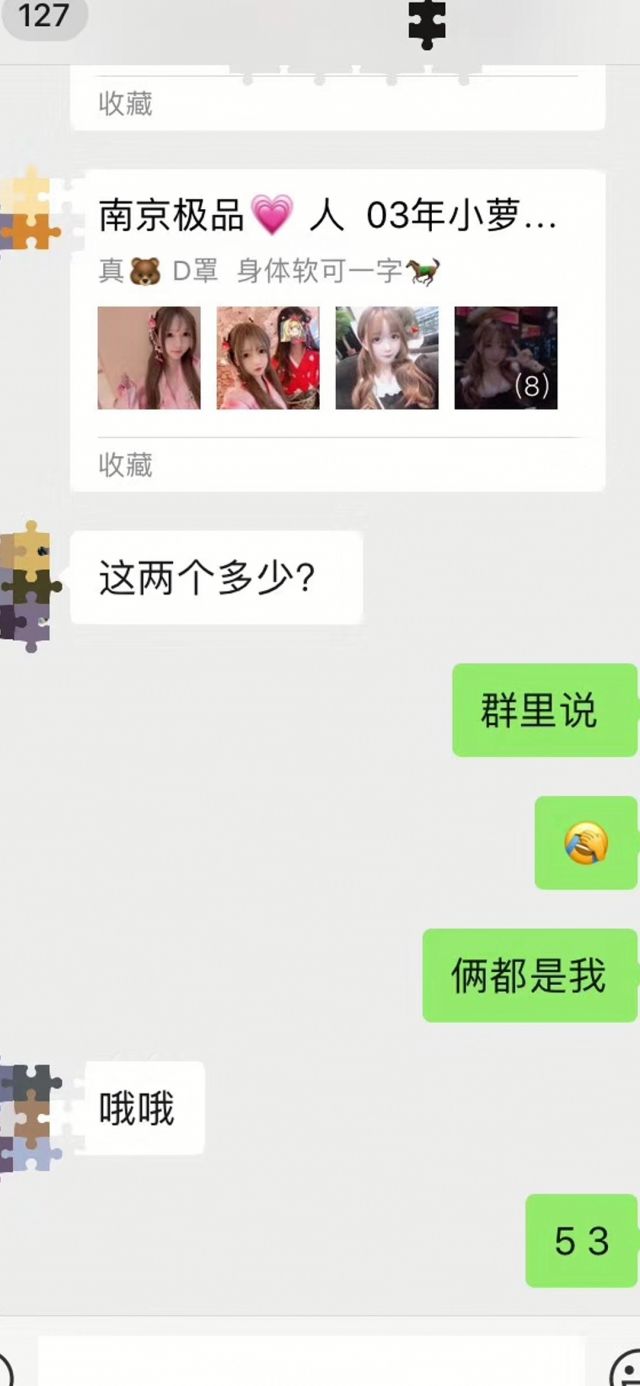 127
收藏
南京极品💗 人 03年小萝...
真🐻 D罩 身体软可一字🐎
(8)
收藏
这两个多少?
群里说
🤣
俩都是我
哦哦
5 3